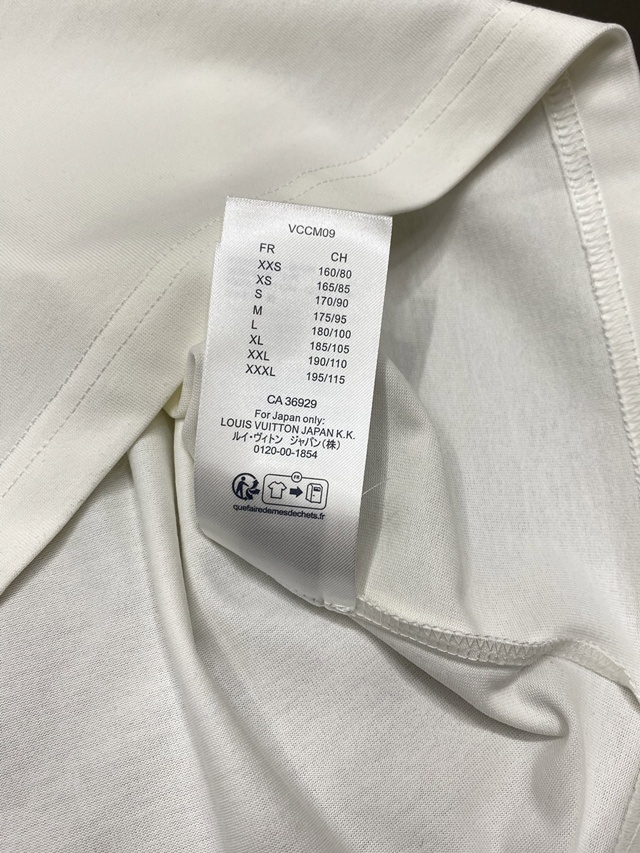 VCCM09
FR CH
XXS 160/80
XS 165/85
S 170/90
M 175/95
L 180/100
XL 185/105
XXL 190/110
XXXL 195/115
CA 36929
For Japan only:
LOUIS VUITTON JAPAN K.K.
ルイ・ヴィトン ジャパン(株)
0120-00-1854
FR
quefairedemesdechets.fr